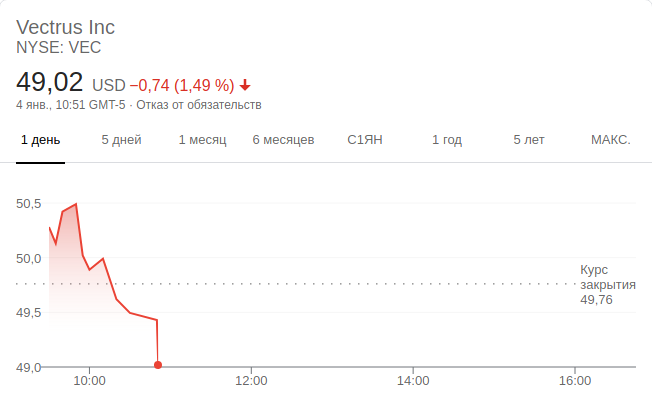 Vectrus Inc
NYSE: VEC
49,02 USD −0,74 (1,49 %)
4 янв., 10:51 GMT-5 · Отказ от обязательств
1 день 5 дней 1 месяц 6 месяцев С1ЯН 1 год 5 лет МАКС.
50,5
50,0
Курс
закрытия
49,76
49,5
49,0
10:00 12:00 14:00 16:00